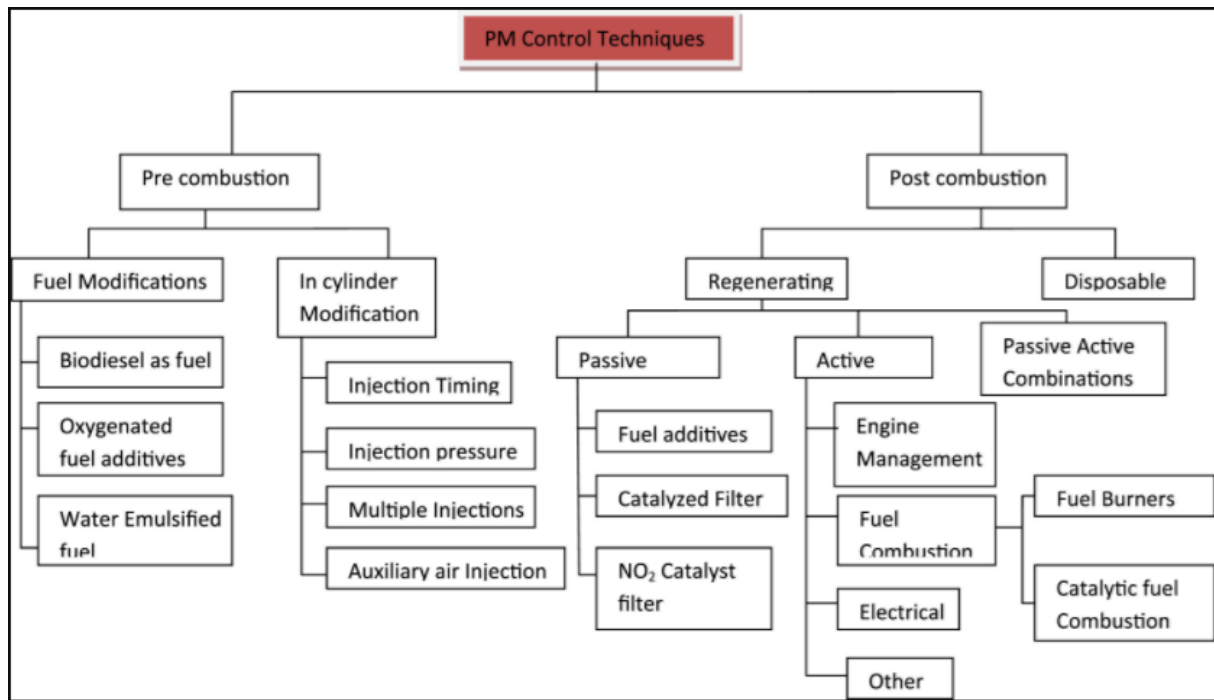 PM Control Techniques
Pre combustion
Post combustion
Fuel Modifications
In cylinder
Modification
Regenerating
Disposable
Biodiesel as fuel
Oxygenated
fuel additives
Water Emulsified
fuel
Injection Timing
Injection pressure
Multiple Injections
Auxiliary air Injection
Passive
Active
Passive Active
Combinations
Fuel additives
Catalyzed Filter
NO₂ Catalyst
filter
Engine
Management
Fuel
Combustion
Electrical
Other
Fuel Burners
Catalytic fuel
Combustion